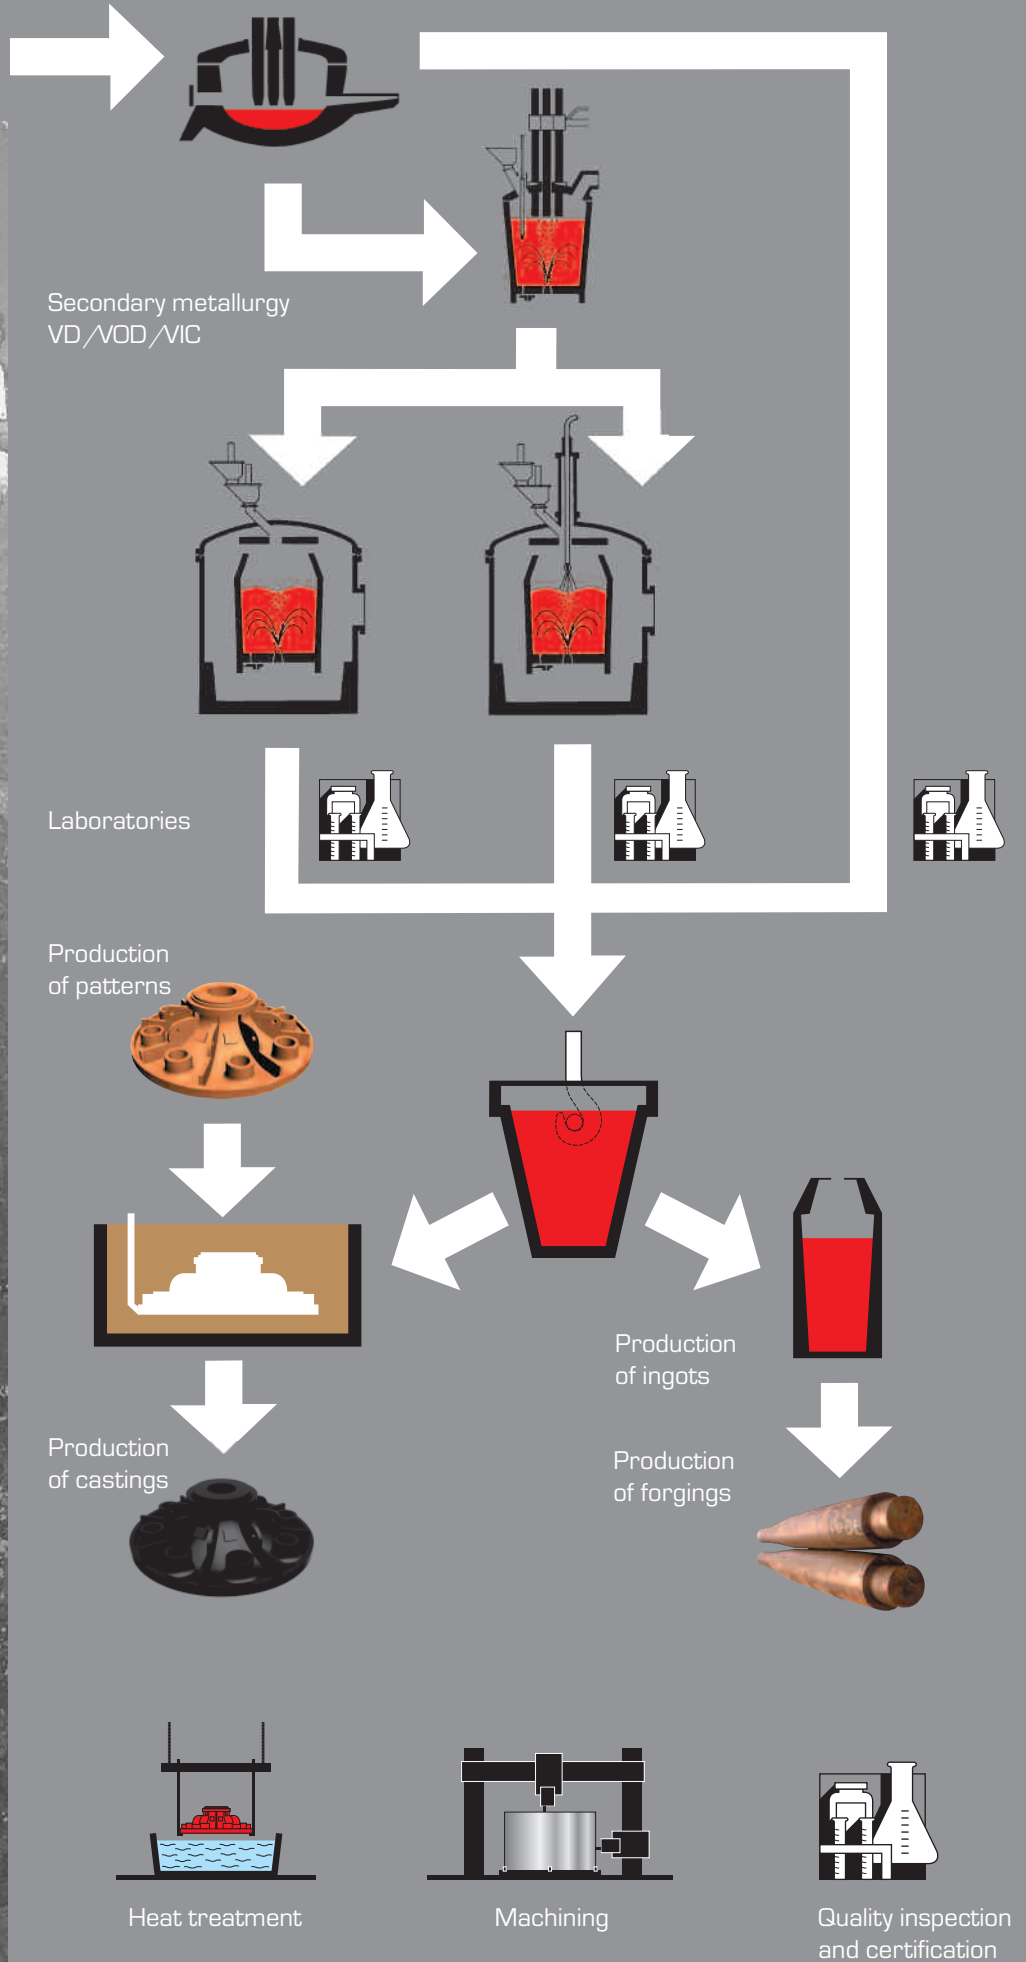 Secondary metallurgy
VD/VOD/VIC
Laboratories
Production
of patterns
Production
of ingots
Production
of castings
Production
of forgings
Heat treatment
Machining
Quality inspection
and certification